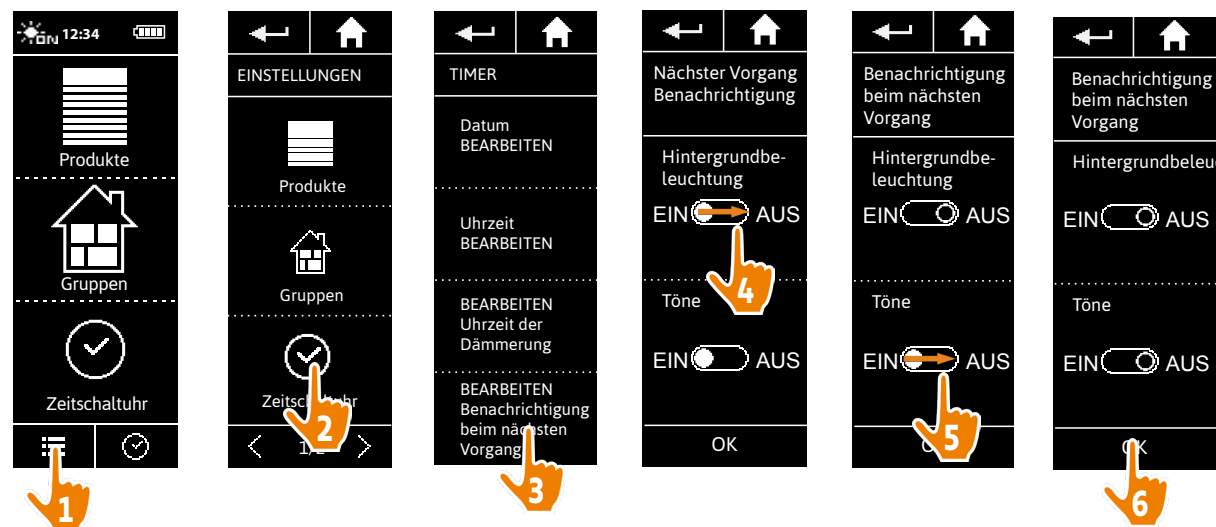 ON 12:34
Produkte
Gruppen
Zeitschaltuhr
1
EINSTELLUNGEN
Produkte
Gruppen
2
1/2
TIMER
Datum
BEARBEITEN
Uhrzeit
BEARBEITEN
BEARBEITEN
Uhrzeit der
Dämmerung
BEARBEITEN
Benachrichtigung
beim nächsten
Vorgang
3
Nächster Vorgang
Benachrichtigung
Hintergrundbe-
leuchtung
EIN AUS
4
Töne
EIN AUS
OK
Benachrichtigung
beim nächsten
Vorgang
Hintergrundbe-
leuchtung
EIN AUS
Töne
EIN AUS
5
Benachrichtigung
beim nächsten
Vorgang
Hintergrundbeleu
EIN AUS
Töne
EIN AUS
OK
6